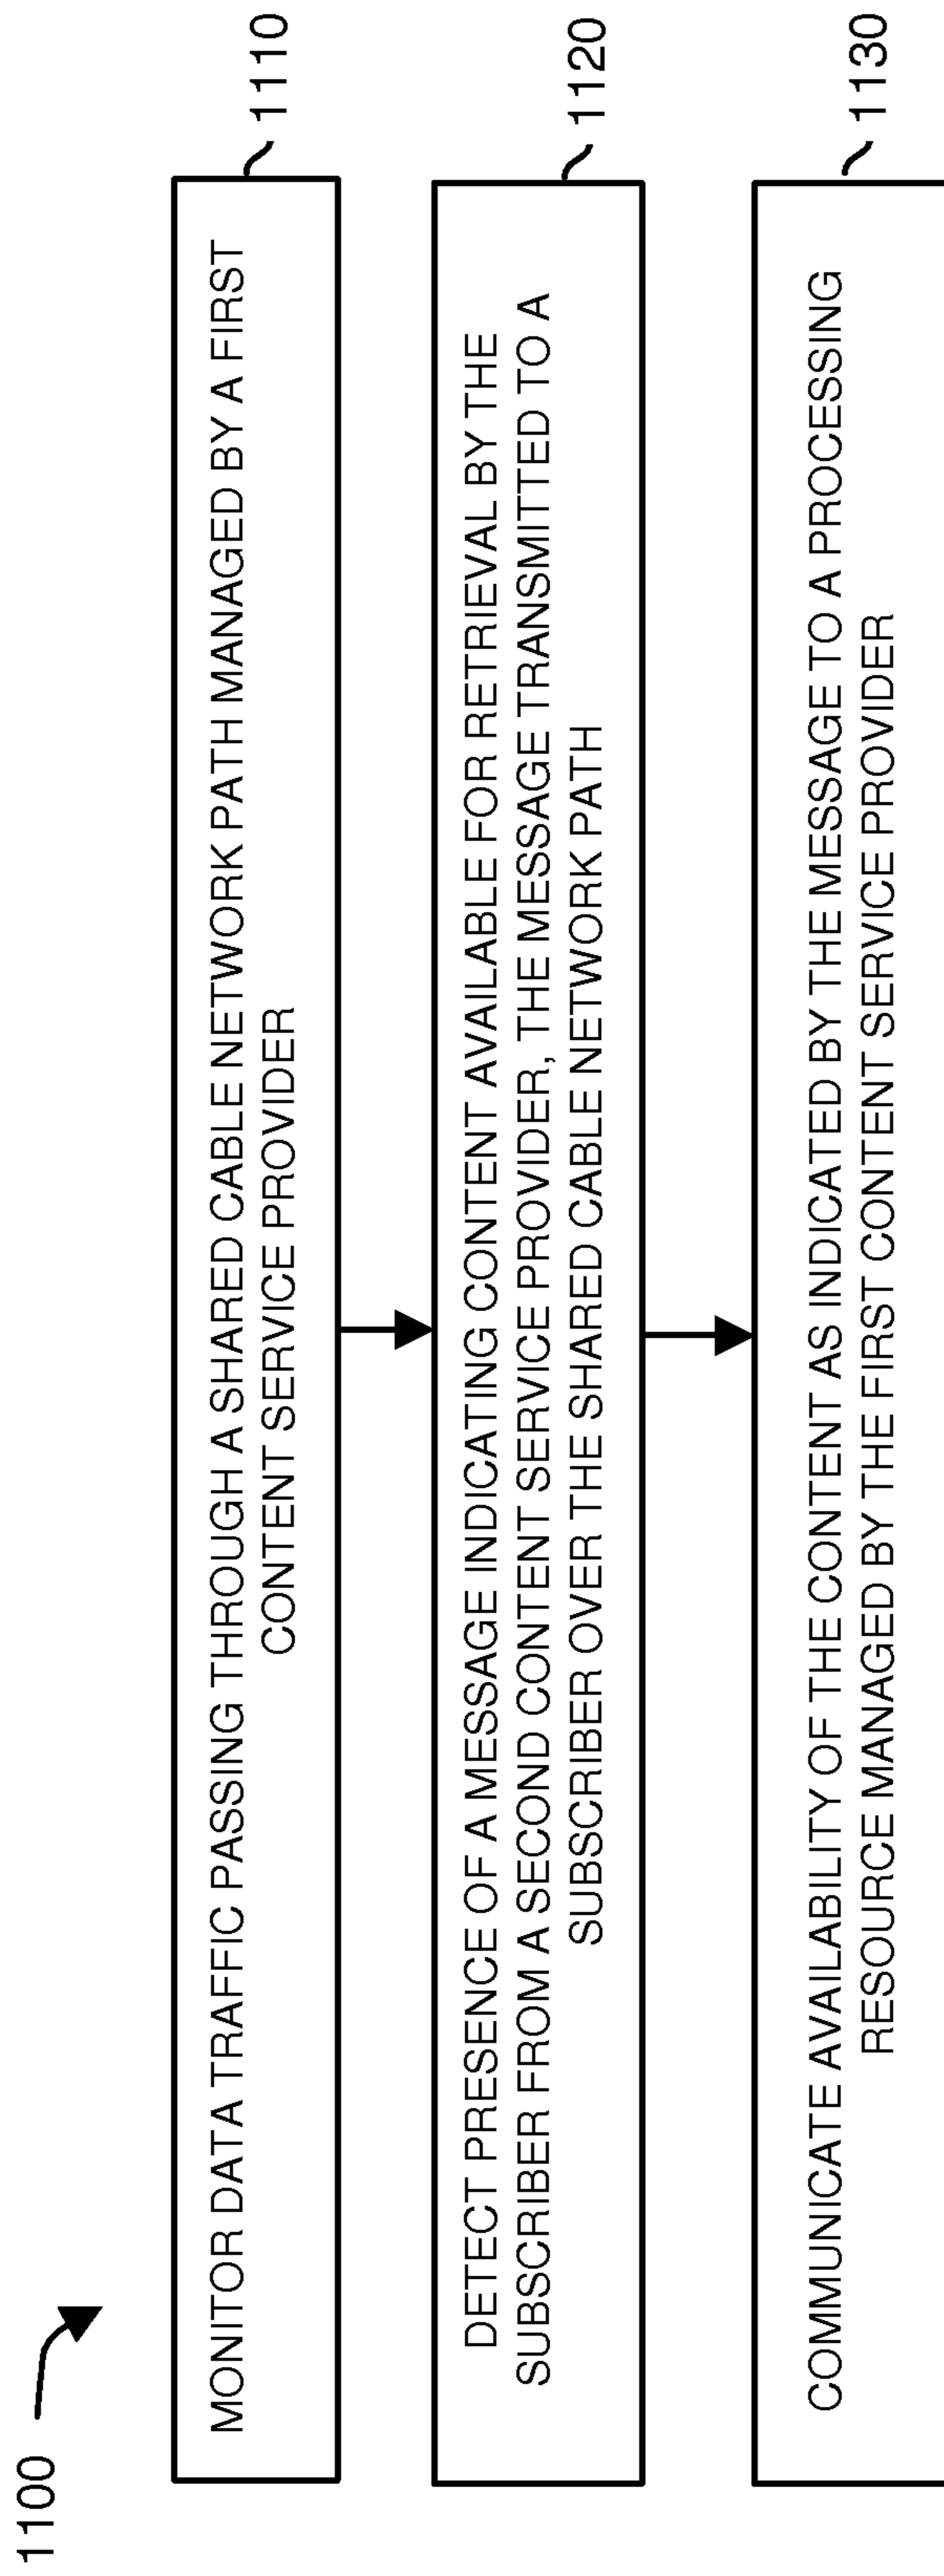 1100
MONITOR DATA TRAFFIC PASSING THROUGH A SHARED CABLE NETWORK PATH MANAGED BY A FIRST
CONTENT SERVICE PROVIDER
1110
DETECT PRESENCE OF A MESSAGE INDICATING CONTENT AVAILABLE FOR RETRIEVAL BY THE
SUBSCRIBER FROM A SECOND CONTENT SERVICE PROVIDER, THE MESSAGE TRANSMITTED TO A
SUBSCRIBER OVER THE SHARED CABLE NETWORK PATH
1120
COMMUNICATE AVAILABILITY OF THE CONTENT AS INDICATED BY THE MESSAGE TO A PROCESSING
RESOURCE MANAGED BY THE FIRST CONTENT SERVICE PROVIDER
1130